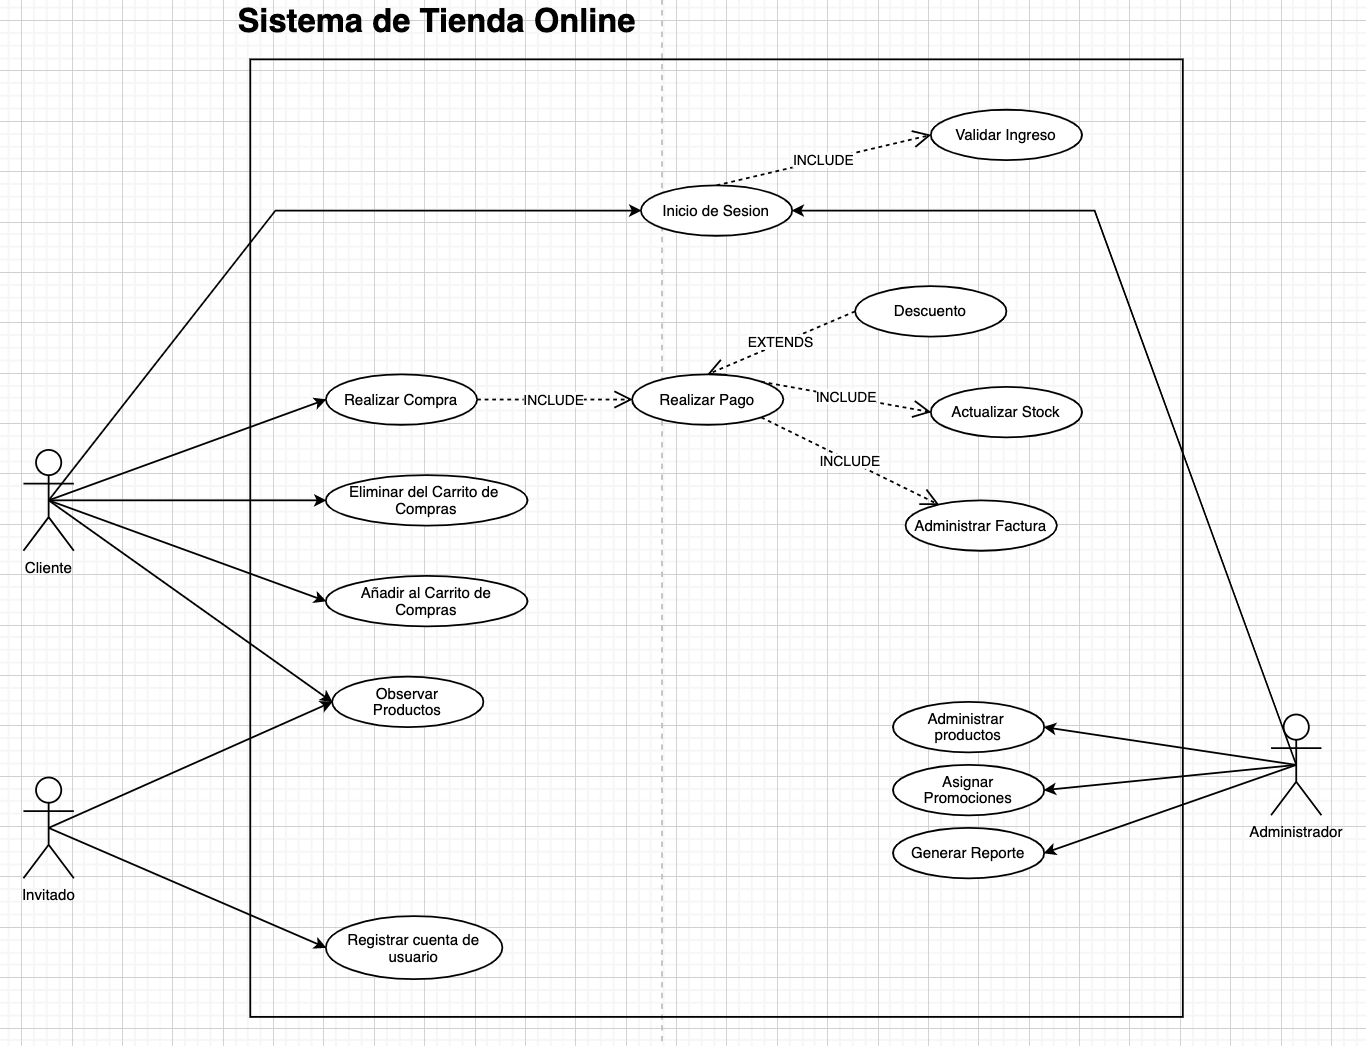 Sistema de Tienda Online
Validar Ingreso
INCLUDE
Inicio de Sesion
Descuento
EXTENDS
Realizar Compra
INCLUDE
Realizar Pago
INCLUDE
Actualizar Stock
INCLUDE
Eliminar del Carrito de
Compras
Administrar Factura
Cliente
Añadir al Carrito de
Compras
Observar
Productos
Administrar
productos
Asignar
Promociones
Administrador
Generar Reporte
Invitado
Registrar cuenta de
usuario